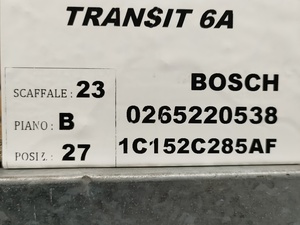 TRANSIT 6A
SCAFFALE : 23
PIANO : B
POSIZ. 27
BOSCH
0265220538
1C152C285AF